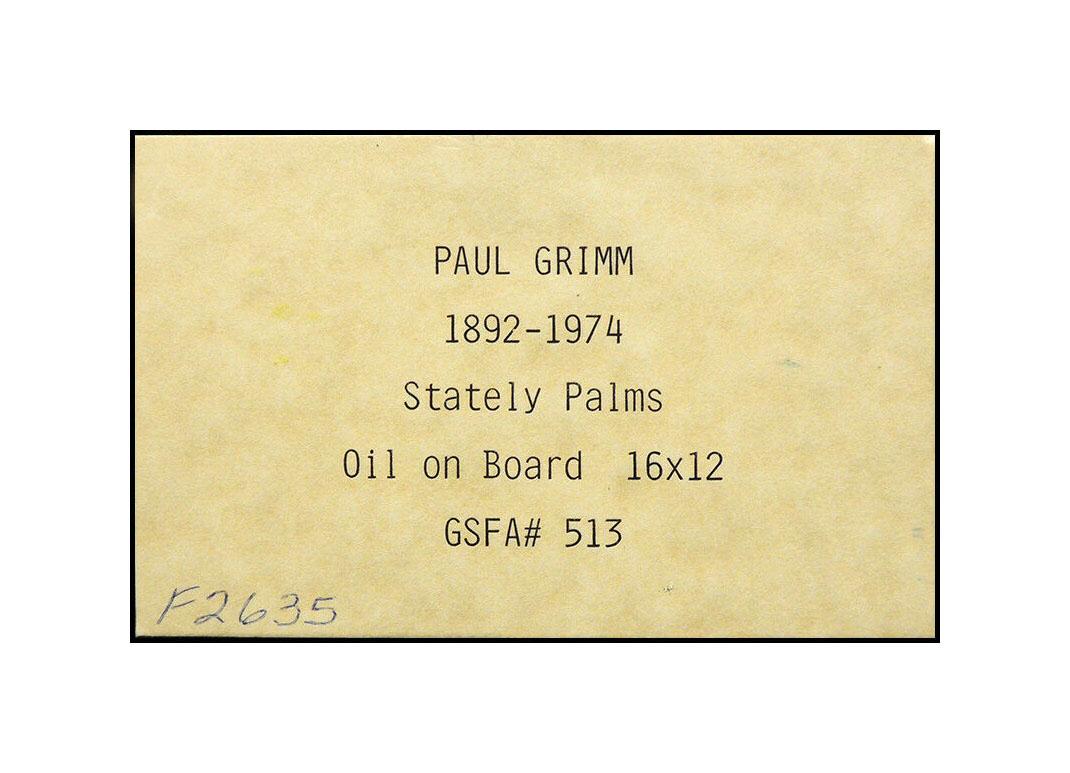 PAUL GRIMM
1892-1974
Stately Palms
Oil on Board 16x12
GSFA# 513
F2635